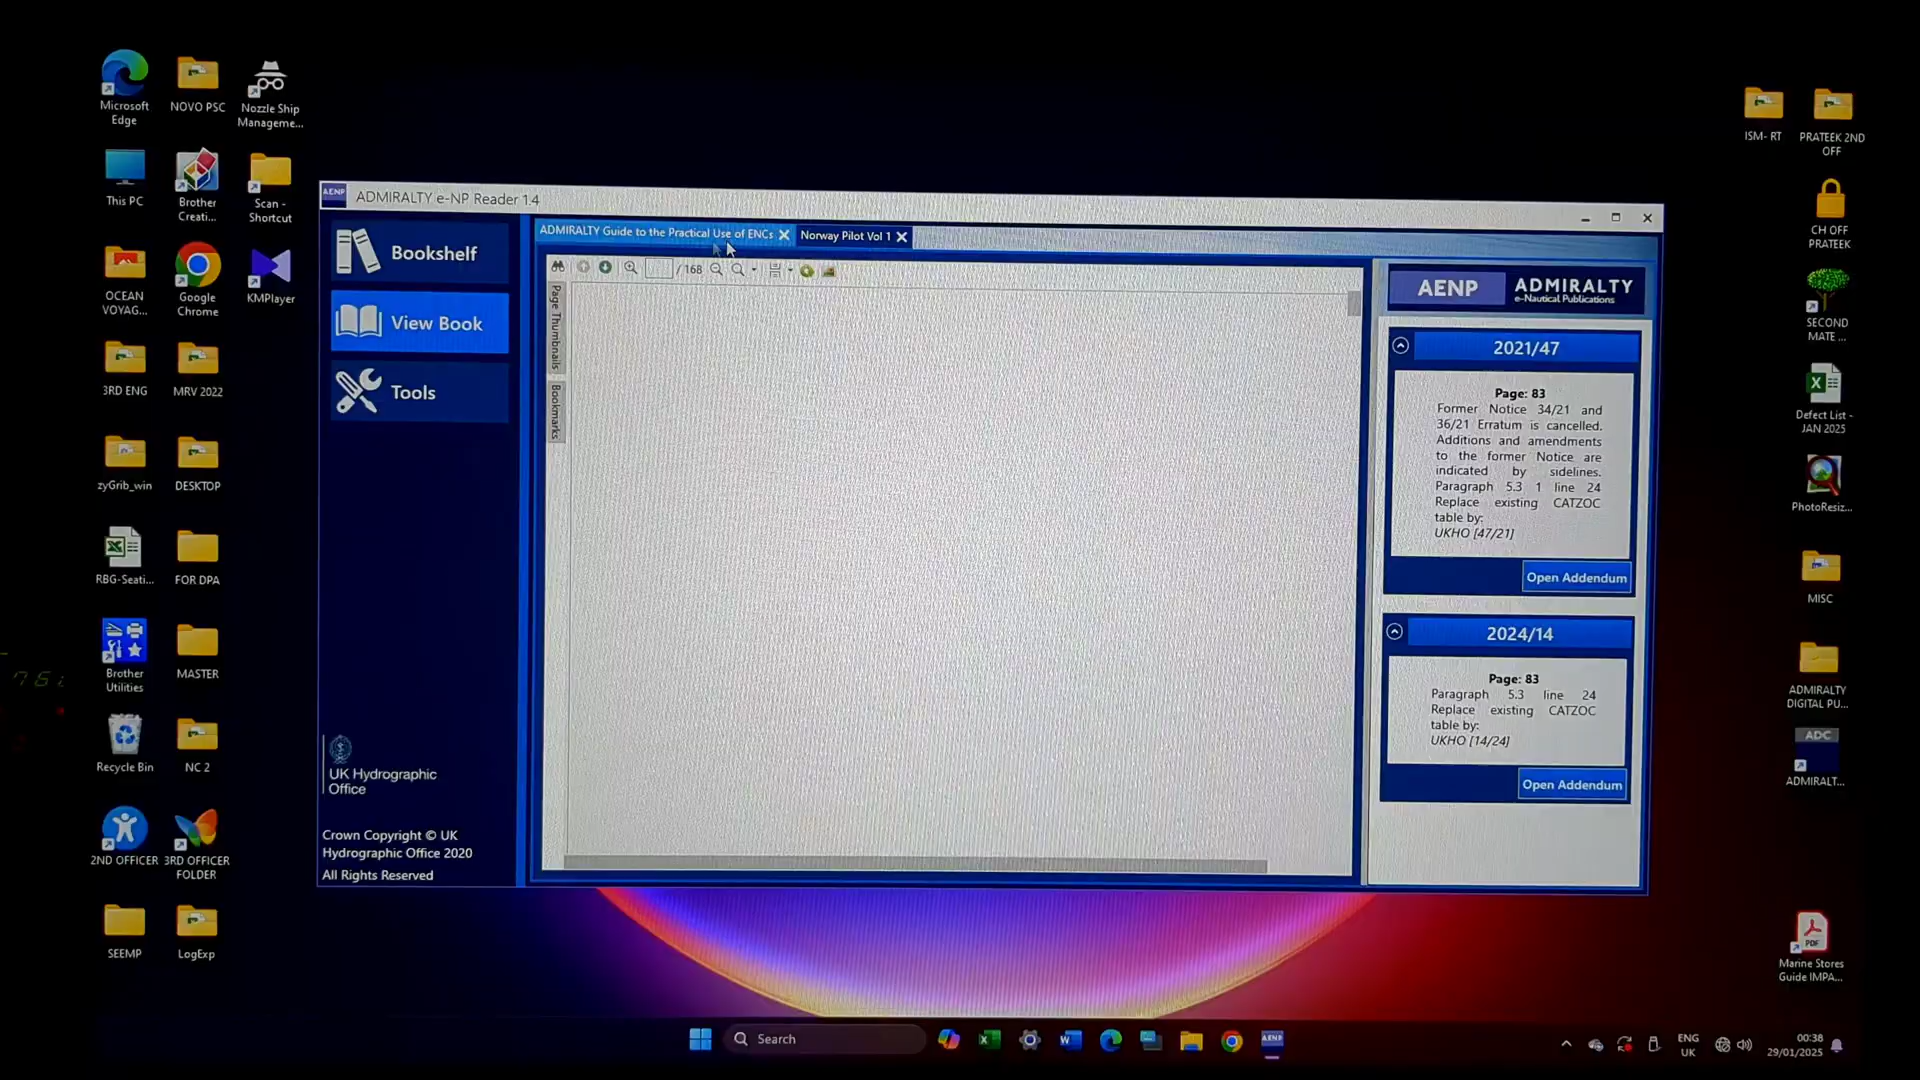 Microsoft
Edge
NOVO PSC
Nozzle Ship
Manageme...
This PC
Brother
Creati...
Scan -
Shortcut
OCEAN
VOYAG...
Google
Chrome
KMPlayer
3RD ENG
MRV 2022
zyGrib_win
DESKTOP
RBG-Seati...
FOR DPA
Brother
Utilities
MASTER
Recycle Bin
NC 2
2ND OFFICER
3RD OFFICER
FOLDER
SEEMP
LogExp
AENP
ADMIRALTY e-NP Reader 1.4
Bookshelf
View Book
Tools
UK Hydrographic
Office
Crown Copyright © UK
Hydrographic Office 2020
All Rights Reserved
ADMIRALTY Guide to the Practical Use of ENCs
Norway Pilot Vol 1
/ 168
Page Thumbnails
Bookmarks
AENP
ADMIRALTY
e-Nautical Publications
2021/47
Page: 83
Former Notice 34/21 and
36/21 Erratum is cancelled.
Additions and amendments
to the former Notice are
indicated by sidelines.
Paragraph 5.3 1 line 24
Replace existing CATZOC
table by:
UKHO [47/21]
Open Addendum
2024/14
Page: 83
Paragraph 5.3 line 24
Replace existing CATZOC
table by:
UKHO [14/24]
Open Addendum
ISM- RT
PRATEEK 2ND
OFF
CH OFF
PRATEEK
SECOND
MATE ...
Defect List -
JAN 2025
PhotoResiz...
MISC
ADMIRALTY
DIGITAL PU...
ADC
ADMIRALT...
PDF
Marine Stores
Guide IMPA...
Search
AENP
ENG
UK
00:38
29/01/2025